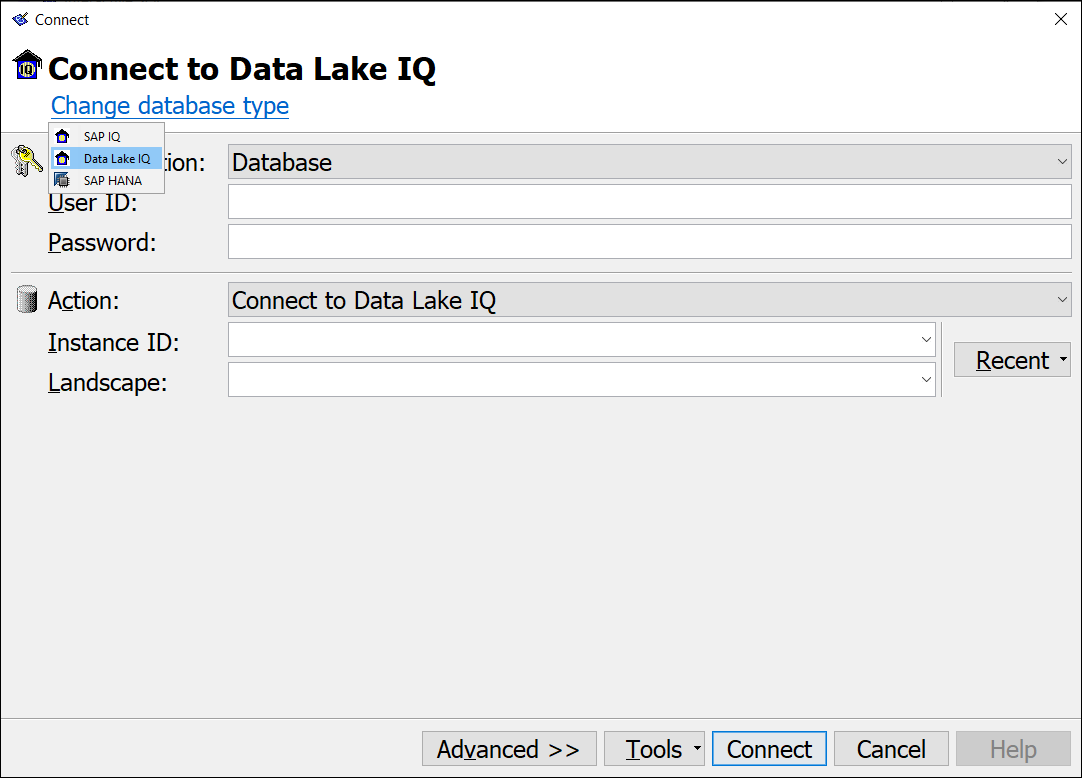 Connect
IQ Connect to Data Lake IQ
Change database type
SAP IQ
Data Lake IQ
SAP HANA
tion: Database
User ID:
Password:
Action: Connect to Data Lake IQ
Instance ID:
Landscape:
Recent
Advanced >> Tools Connect Cancel Help